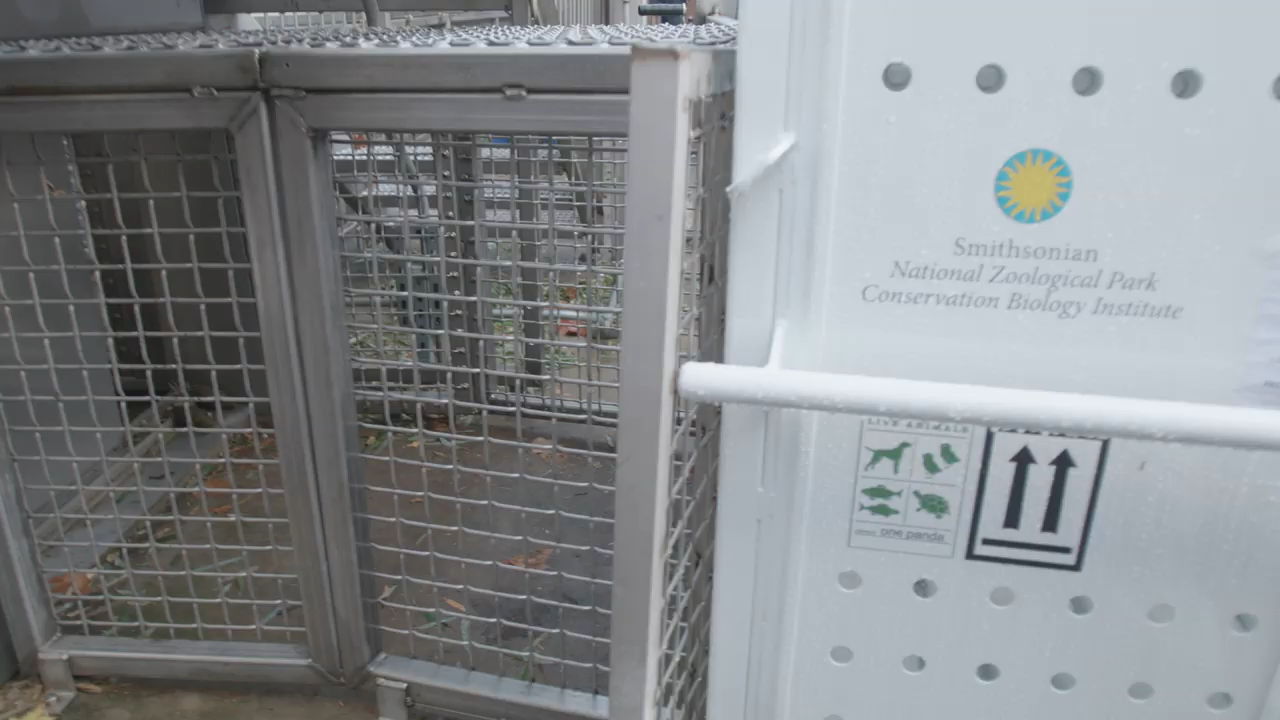 Smithsonian
National Zoological Park
Conservation Biology Institute
LIVE ANIMALS
one panda